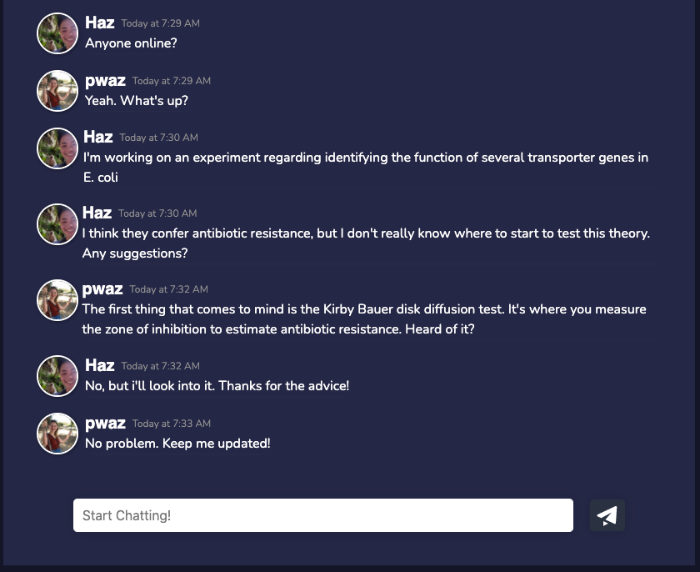 Haz Today at 7:29 AM
Anyone online?
pwaz Today at 7:29 AM
Yeah. What's up?
Haz Today at 7:30 AM
I'm working on an experiment regarding identifying the function of several transporter genes in
E. coli
Haz Today at 7:30 AM
I think they confer antibiotic resistance, but I don't really know where to start to test this theory.
Any suggestions?
pwaz Today at 7:32 AM
The first thing that comes to mind is the Kirby Bauer disk diffusion test. It's where you measure
the zone of inhibition to estimate antibiotic resistance. Heard of it?
Haz Today at 7:32 AM
No, but i'll look into it. Thanks for the advice!
pwaz Today at 7:33 AM
No problem. Keep me updated!
Start Chatting!